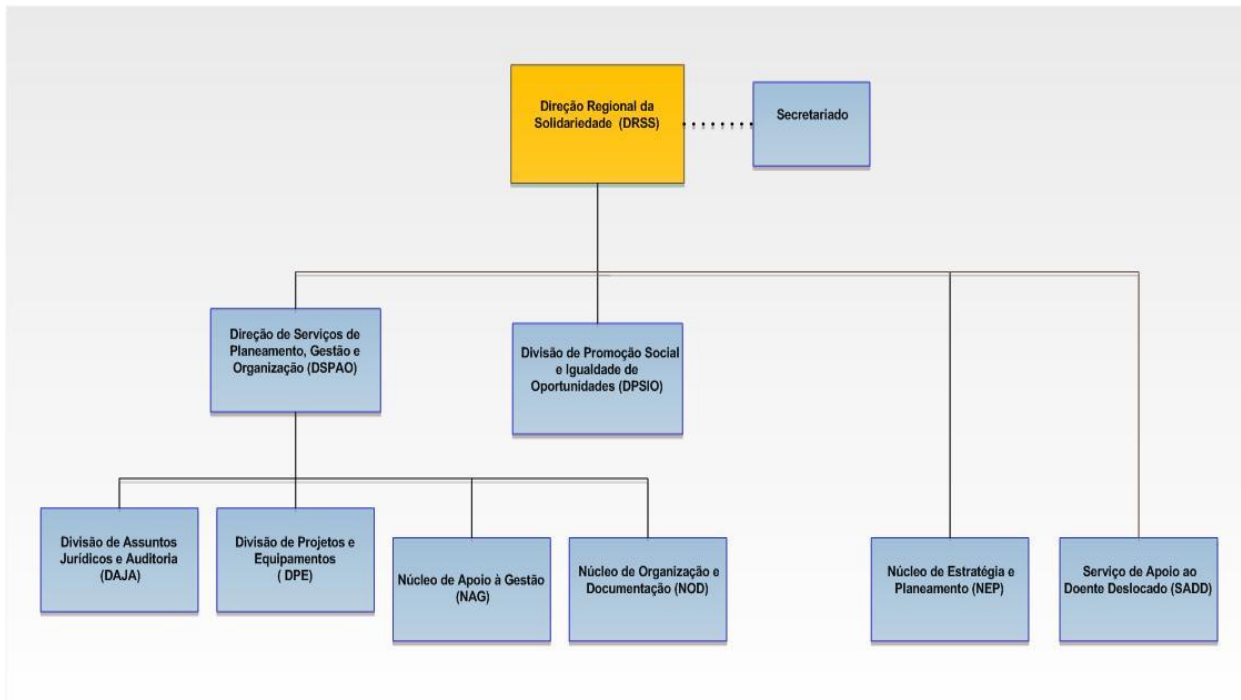 Direção Regional da
Solidariedade (DRSS)
Secretariado
Direção de Serviços de
Planeamento, Gestão e
Organização (DSPAO)
Divisão de Promoção Social
e Igualdade de
Oportunidades (DPSIO)
Divisão de Assuntos
Jurídicos e Auditoria
(DAJA)
Divisão de Projetos e
Equipamentos
( DPE)
Núcleo de Apoio à Gestão
(NAG)
Núcleo de Organização e
Documentação (NOD)
Núcleo de Estratégia e
Planeamento (NEP)
Serviço de Apoio ao
Doente Deslocado (SADD)